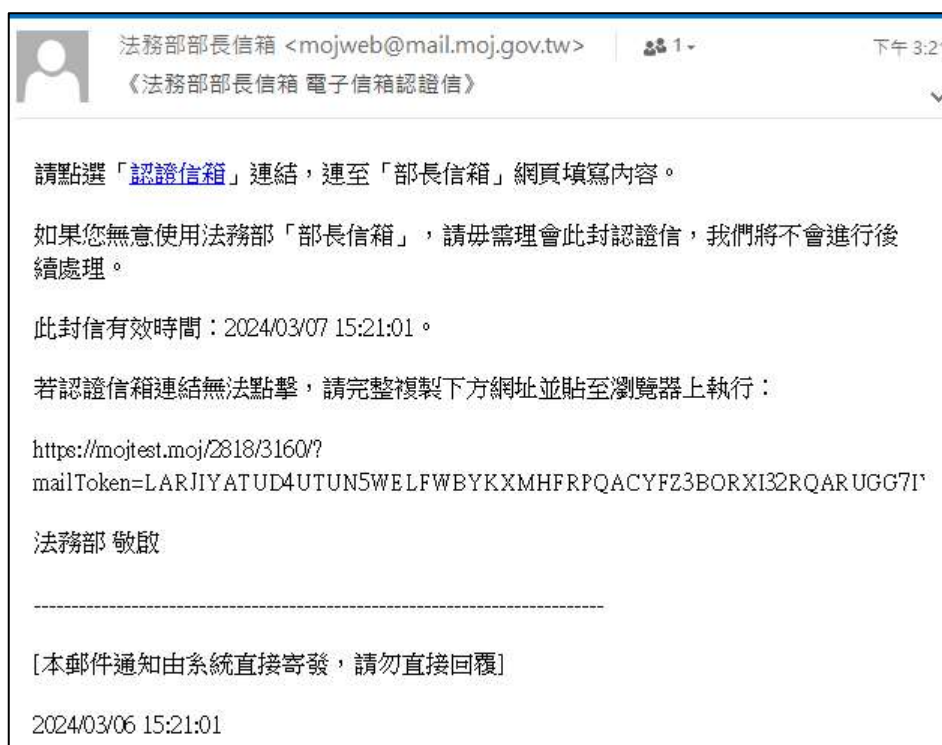 法務部部長信箱 <mojweb@mail.moj.gov.tw> 1 下午 3:2
《法務部部長信箱 電子信箱認證信》
請點選「認證信箱」連結，連至「部長信箱」網頁填寫內容。
如果您無意使用法務部「部長信箱」，請毋需理會此封認證信，我們將不會進行後
續處理。
此封信有效時間：2024/03/07 15:21:01。
若認證信箱連結無法點擊，請完整複製下方網址並貼至瀏覽器上執行：
https://mojtest.moj/2818/3160/?
mailToken=LARJIYATUD4UTUN5WELFWBYKXMHFRPQACYFZ3BORXI32RQARUGG7I
法務部 敬啟
----------------------------------------------------------------------------
[本郵件通知由系統直接寄發，請勿直接回覆]
2024/03/06 15:21:01